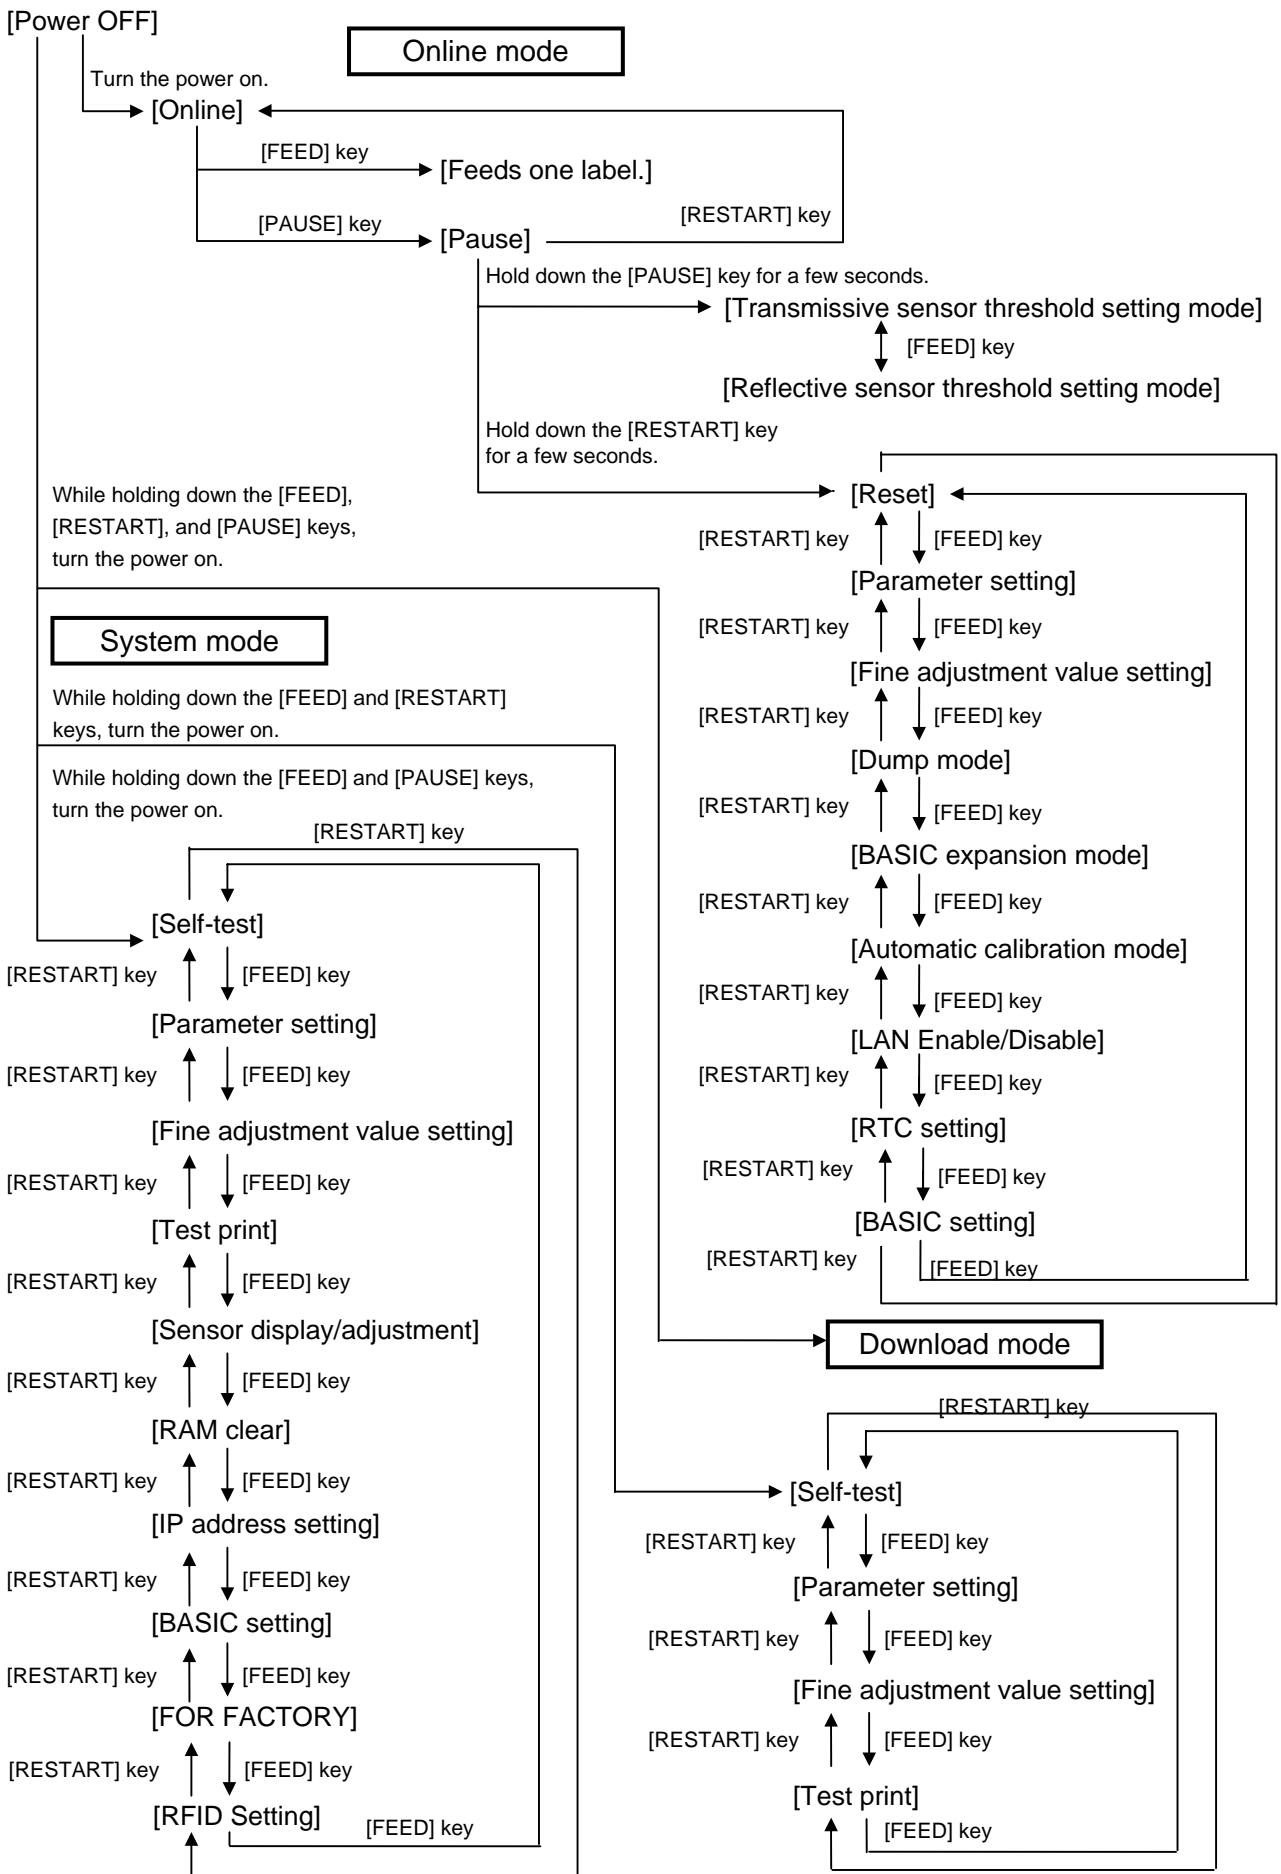 [Power OFF]
Online mode
Turn the power on.
[Online]
[FEED] key
[Feeds one label.]
[PAUSE] key
[Pause]
[RESTART] key
Hold down the [PAUSE] key for a few seconds.
[Transmissive sensor threshold setting mode]
[FEED] key
[Reflective sensor threshold setting mode]
Hold down the [RESTART] key
for a few seconds.
[Reset]
[RESTART] key
[FEED] key
[Parameter setting]
[RESTART] key
[FEED] key
[Fine adjustment value setting]
[RESTART] key
[FEED] key
[Dump mode]
[RESTART] key
[FEED] key
[BASIC expansion mode]
[RESTART] key
[FEED] key
[Automatic calibration mode]
[RESTART] key
[FEED] key
[LAN Enable/Disable]
[RESTART] key
[FEED] key
[RTC setting]
[RESTART] key
[FEED] key
[BASIC setting]
[RESTART] key
[FEED] key
While holding down the [FEED],
[RESTART], and [PAUSE] keys,
turn the power on.
Download mode
System mode
While holding down the [FEED] and [RESTART]
keys, turn the power on.
While holding down the [FEED] and [PAUSE] keys,
turn the power on.
[RESTART] key
[Self-test]
[RESTART] key
[FEED] key
[Parameter setting]
[RESTART] key
[FEED] key
[Fine adjustment value setting]
[RESTART] key
[FEED] key
[Test print]
[RESTART] key
[FEED] key
[Sensor display/adjustment]
[RESTART] key
[FEED] key
[RAM clear]
[RESTART] key
[FEED] key
[IP address setting]
[RESTART] key
[FEED] key
[BASIC setting]
[RESTART] key
[FEED] key
[FOR FACTORY]
[RESTART] key
[FEED] key
[RFID Setting]
[FEED] key
[RESTART] key
[Self-test]
[RESTART] key
[FEED] key
[Parameter setting]
[RESTART] key
[FEED] key
[Fine adjustment value setting]
[RESTART] key
[FEED] key
[Test print]
[FEED] key